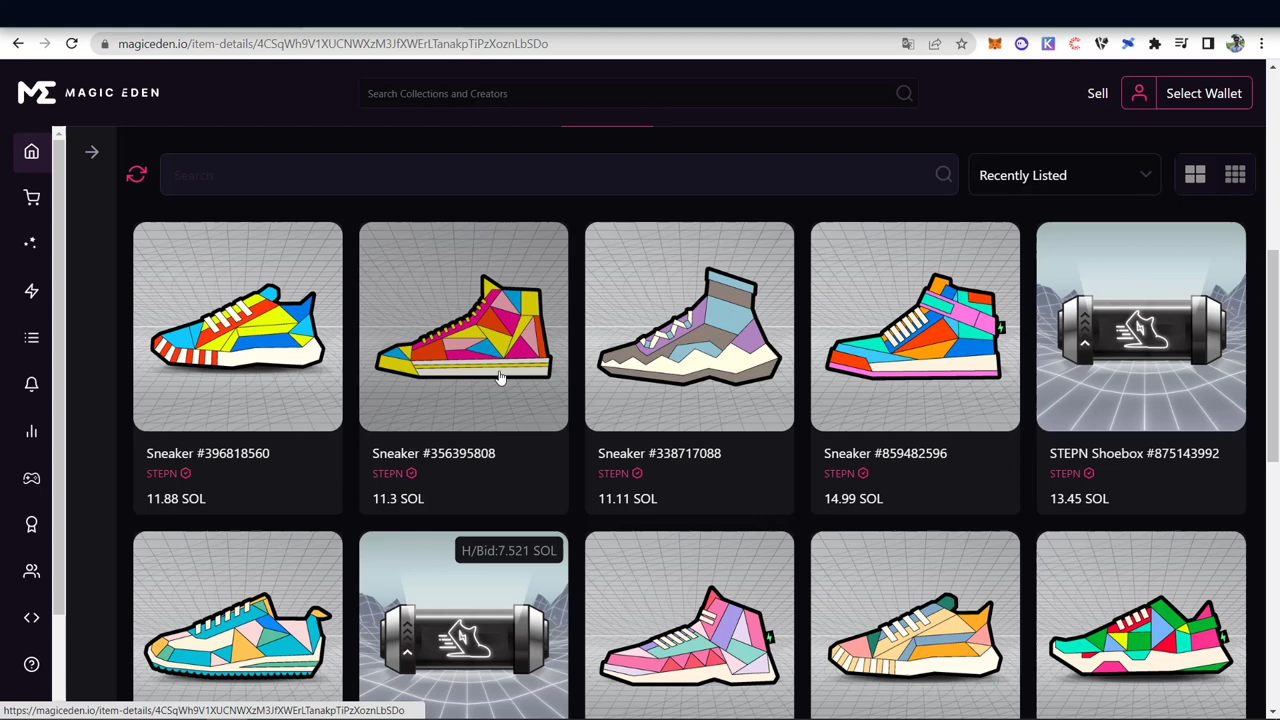 magiceden.io/item-details/4CSqWh9V1XUCNWXzM3JfXWErLTanakpTiPzXoznLbSDo
ME MAGIC EDEN
Search Collections and Creators
Sell
Select Wallet
Search
Recently Listed
Sneaker #396818560
STEPN
11.88 SOL
Sneaker #356395808
STEPN
11.3 SOL
Sneaker #338717088
STEPN
11.11 SOL
Sneaker #859482596
STEPN
14.99 SOL
STEPN Shoebox #875143992
STEPN
13.45 SOL
H/Bid:7.521 SOL
https://magiceden.io/item-details/4CSqWh9V1XUCNWXzM3JfXWErLTanakpTiPzXoznLbSDo